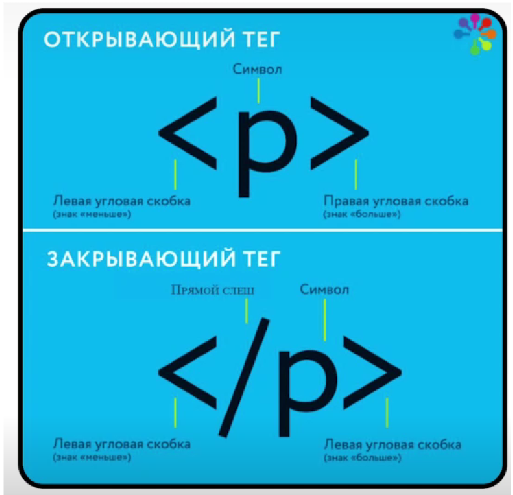 ОТКРЫВАЮЩИЙ ТЕГ
Символ
<p>
Левая угловая скобка
(знак «меньше»)
Правая угловая скобка
(знак «больше»)
ЗАКРЫВАЮЩИЙ ТЕГ
Прямой слеш
Символ
</p>
Левая угловая скобка
(знак «меньше»)
Левая угловая скобка
(знак «больше»)